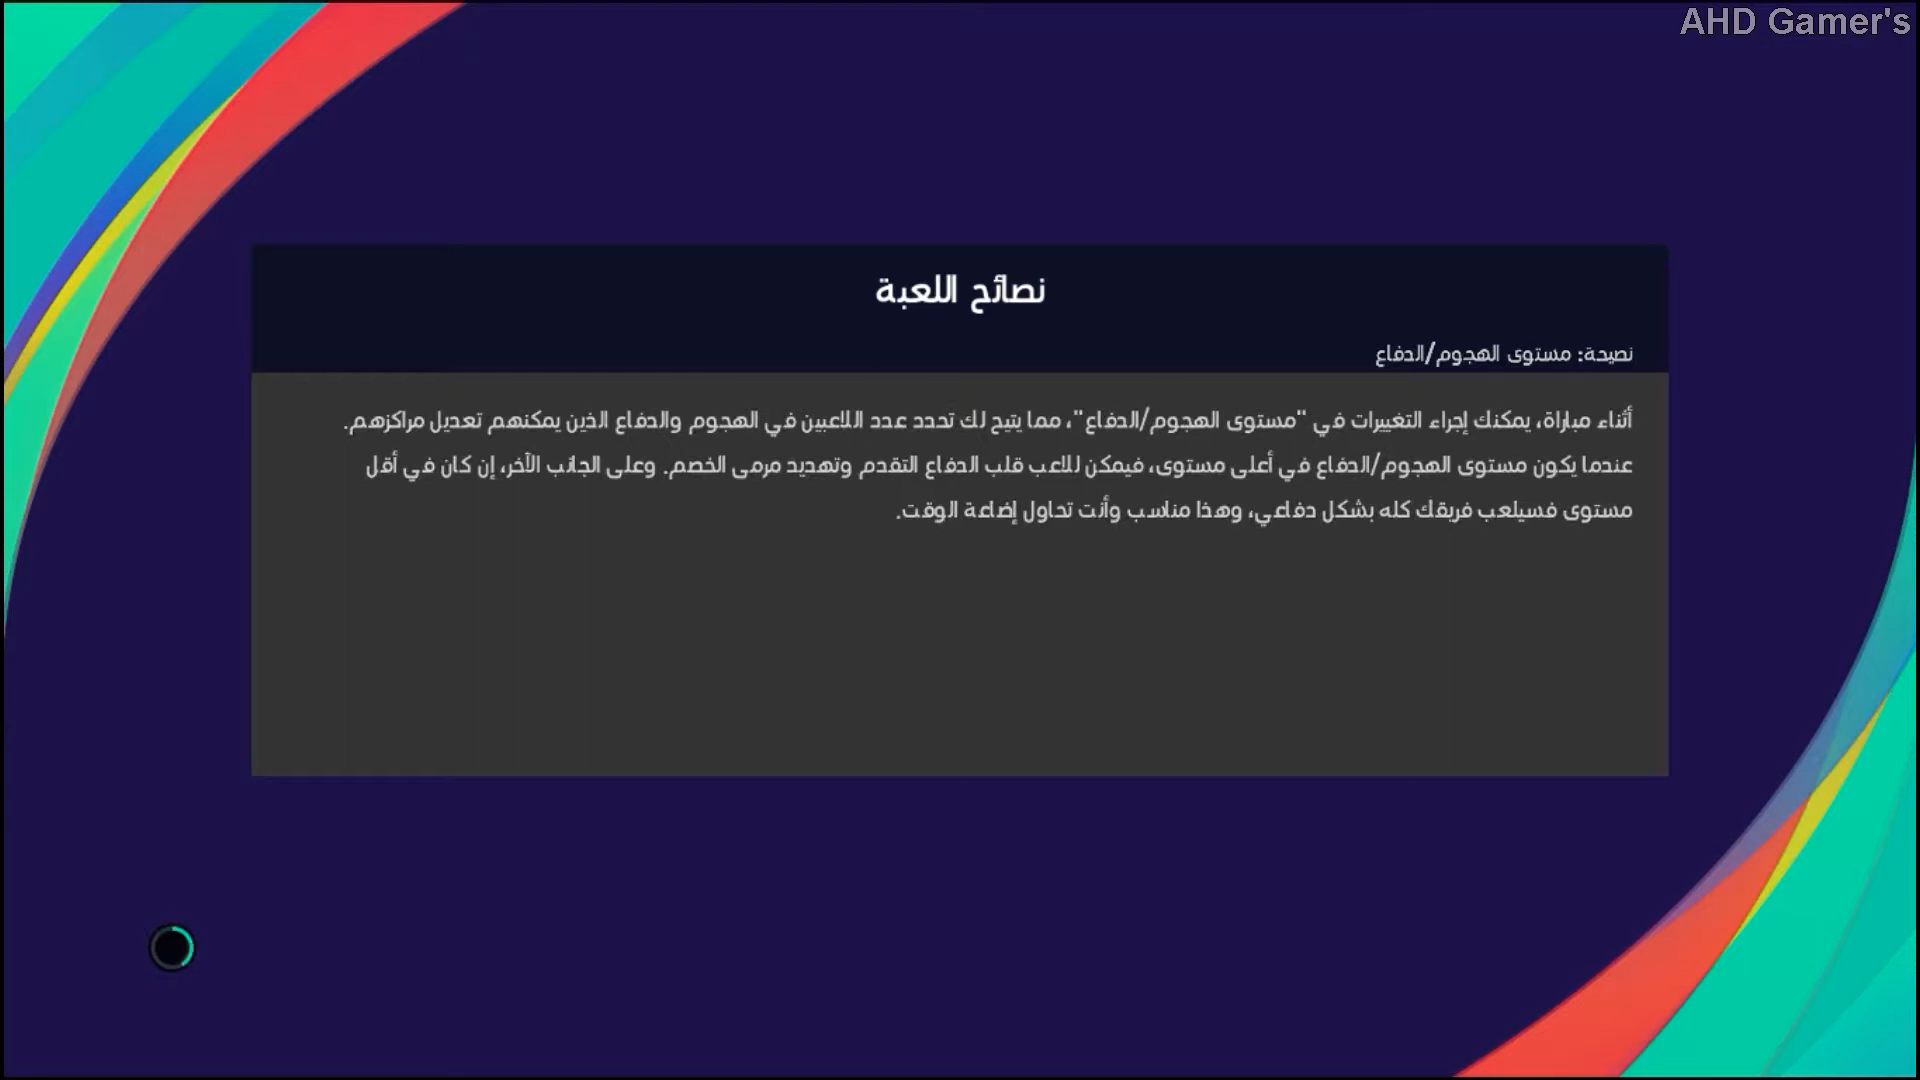 AHD Gamer's
نصائح اللعبة
نصيحة: مستوى الهجوم/الدفاع
أثناء مباراة، يمكنك إجراء التغييرات في "مستوى الهجوم/الدفاع"، مما يتيح لك تحدد عدد اللاعبين في الهجوم والدفاع الذين يمكنهم تعديل مراكزهم.
عندما يكون مستوى الهجوم/الدفاع في أعلى مستوى، فيمكن للاعب قلب الدفاع التقدم وتهديد مرمى الخصم. وعلى الجانب الآخر، إن كان في أقل
مستوى فسيلعب فريقك كله بشكل دفاعي، وهذا مناسب وأنت تحاول إضاعة الوقت.